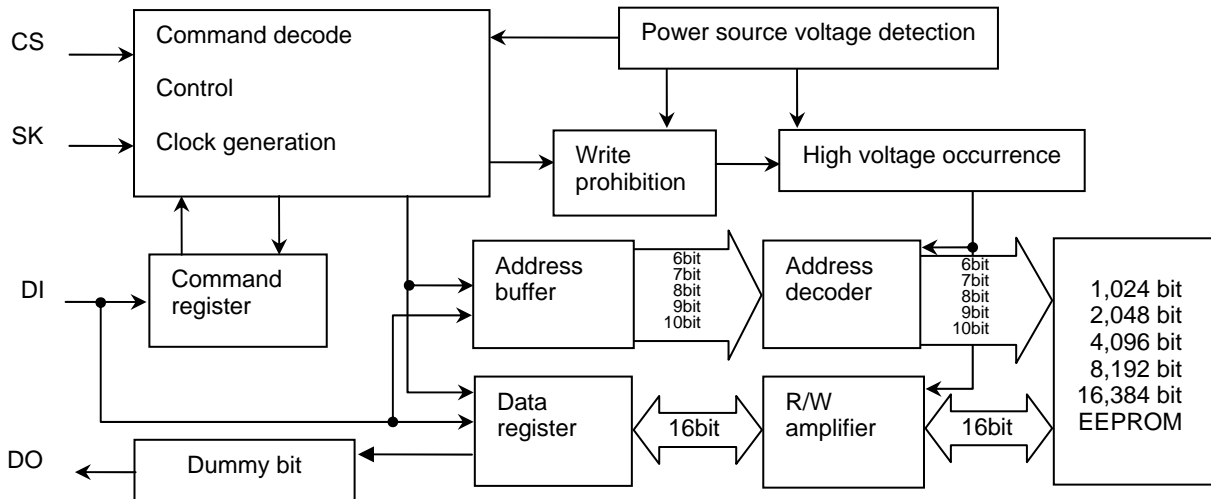 CS
Command decode
Control
Clock generation
Power source voltage detection
SK
Write
prohibition
High voltage occurrence
DI
Command
register
Address
buffer
6bit
7bit
8bit
9bit
10bit
Address
decoder
6bit
7bit
8bit
9bit
10bit
1,024 bit
2,048 bit
4,096 bit
8,192 bit
16,384 bit
EEPROM
Data
register
16bit
R/W
amplifier
16bit
DO
Dummy bit